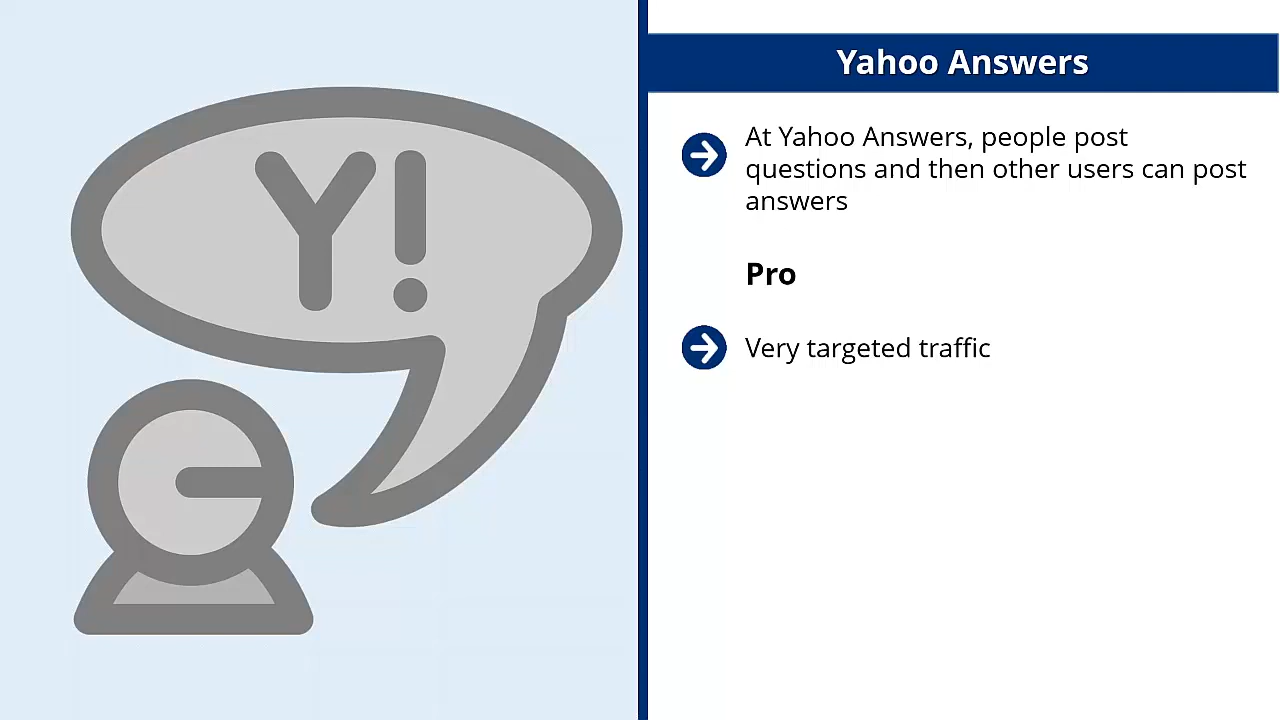 Y!
Yahoo Answers
At Yahoo Answers, people post
questions and then other users can post
answers
Pro
Very targeted traffic